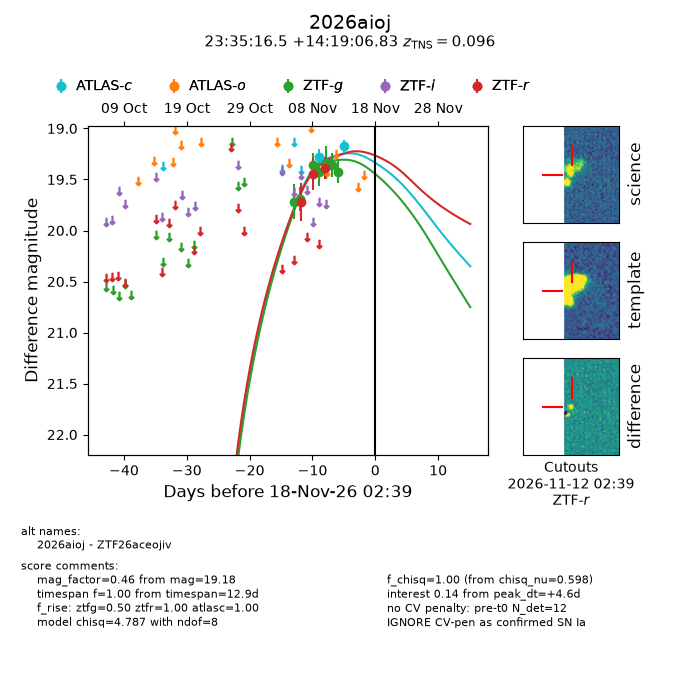 2026aioj
23:35:16.5 +14:19:06.83 zTNS = 0.096
ATLAS-c ATLAS-o ZTF-g ZTF-i ZTF-r
09 Oct 19 Oct 29 Oct 08 Nov 18 Nov 28 Nov
19.0
19.5
20.0
20.5
21.0
21.5
22.0
Difference magnitude
−40 −30 −20 −10 0 10
Days before 18-Nov-26 02:39
science
template
difference
Cutouts
2026-11-12 02:39
ZTF-r
alt names:
2026aioj - ZTF26aceojiv
score comments:
mag_factor=0.46 from mag=19.18
timespan f=1.00 from timespan=12.9d
f_rise: ztfg=0.50 ztfr=1.00 atlasc=1.00
model chisq=4.787 with ndof=8
f_chisq=1.00 (from chisq_nu=0.598)
interest 0.14 from peak_dt=+4.6d
no CV penalty: pre-t0 N_det=12
IGNORE CV-pen as confirmed SN Ia